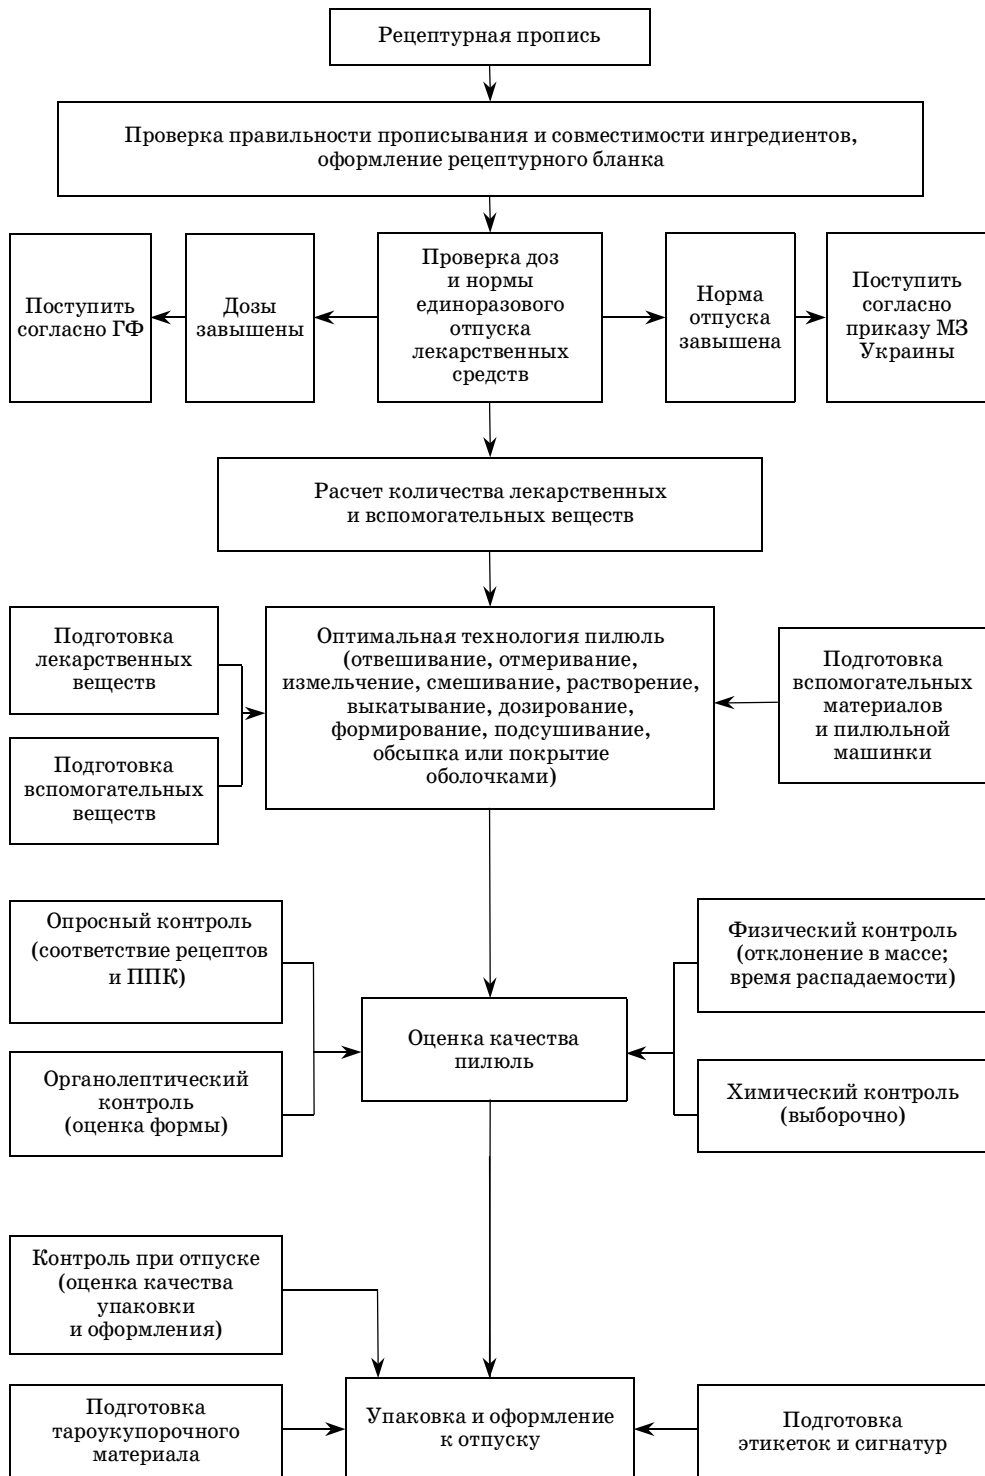 Рецептурная пропись
Проверка правильности прописывания и совместимости ингредиентов,
оформление рецептурного бланка
Поступить
согласно ГФ
Дозы
завышены
Проверка доз
и нормы
единоразового
отпуска
лекарственных
средств
Норма
отпуска
завышена
Поступить
согласно
приказу МЗ
Украины
Расчет количества лекарственных
и вспомогательных веществ
Подготовка
лекарственных
веществ
Подготовка
вспомогательных
веществ
Оптимальная технология пилюль
(отвешивание, отмеривание,
измельчение, смешивание, растворение,
выкатывание, дозирование,
формирование, подсушивание,
обсыпка или покрытие
оболочками)
Подготовка
вспомогательных
материалов
и пилюльной
машинки
Опросный контроль
(соответствие рецептов
и ППК)
Органолептический
контроль
(оценка формы)
Оценка качества
пилюль
Физический контроль
(отклонение в массе;
время распадаемости)
Химический контроль
(выборочно)
Контроль при отпуске
(оценка качества
упаковки
и оформления)
Подготовка
тароукупорочного
материала
Упаковка и оформление
к отпуску
Подготовка
этикеток и сигнатур